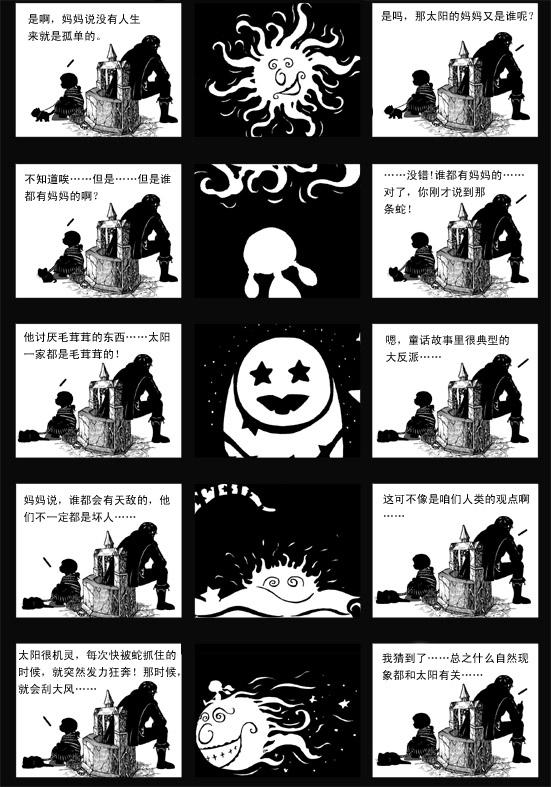 是啊，妈妈说没有人生
来就是孤单的。
是吗，那太阳的妈妈又是谁呢？
不知道唉……但是……但是谁
都有妈妈的啊？
……没错！谁都有妈妈的……
对了，你刚才说到那
条蛇！
他讨厌毛茸茸的东西……太阳
一家都是毛茸茸的！
嗯，童话故事里很典型的
大反派……
妈妈说，谁都会有天敌的，他
们不一定都是坏人……
这可不像是咱们人类的观点啊
……
太阳很机灵，每次快被蛇抓住的
时候，就突然发力狂奔！那时候，
就会刮大风……
我猜到了……总之什么自然现
象都和太阳有关……